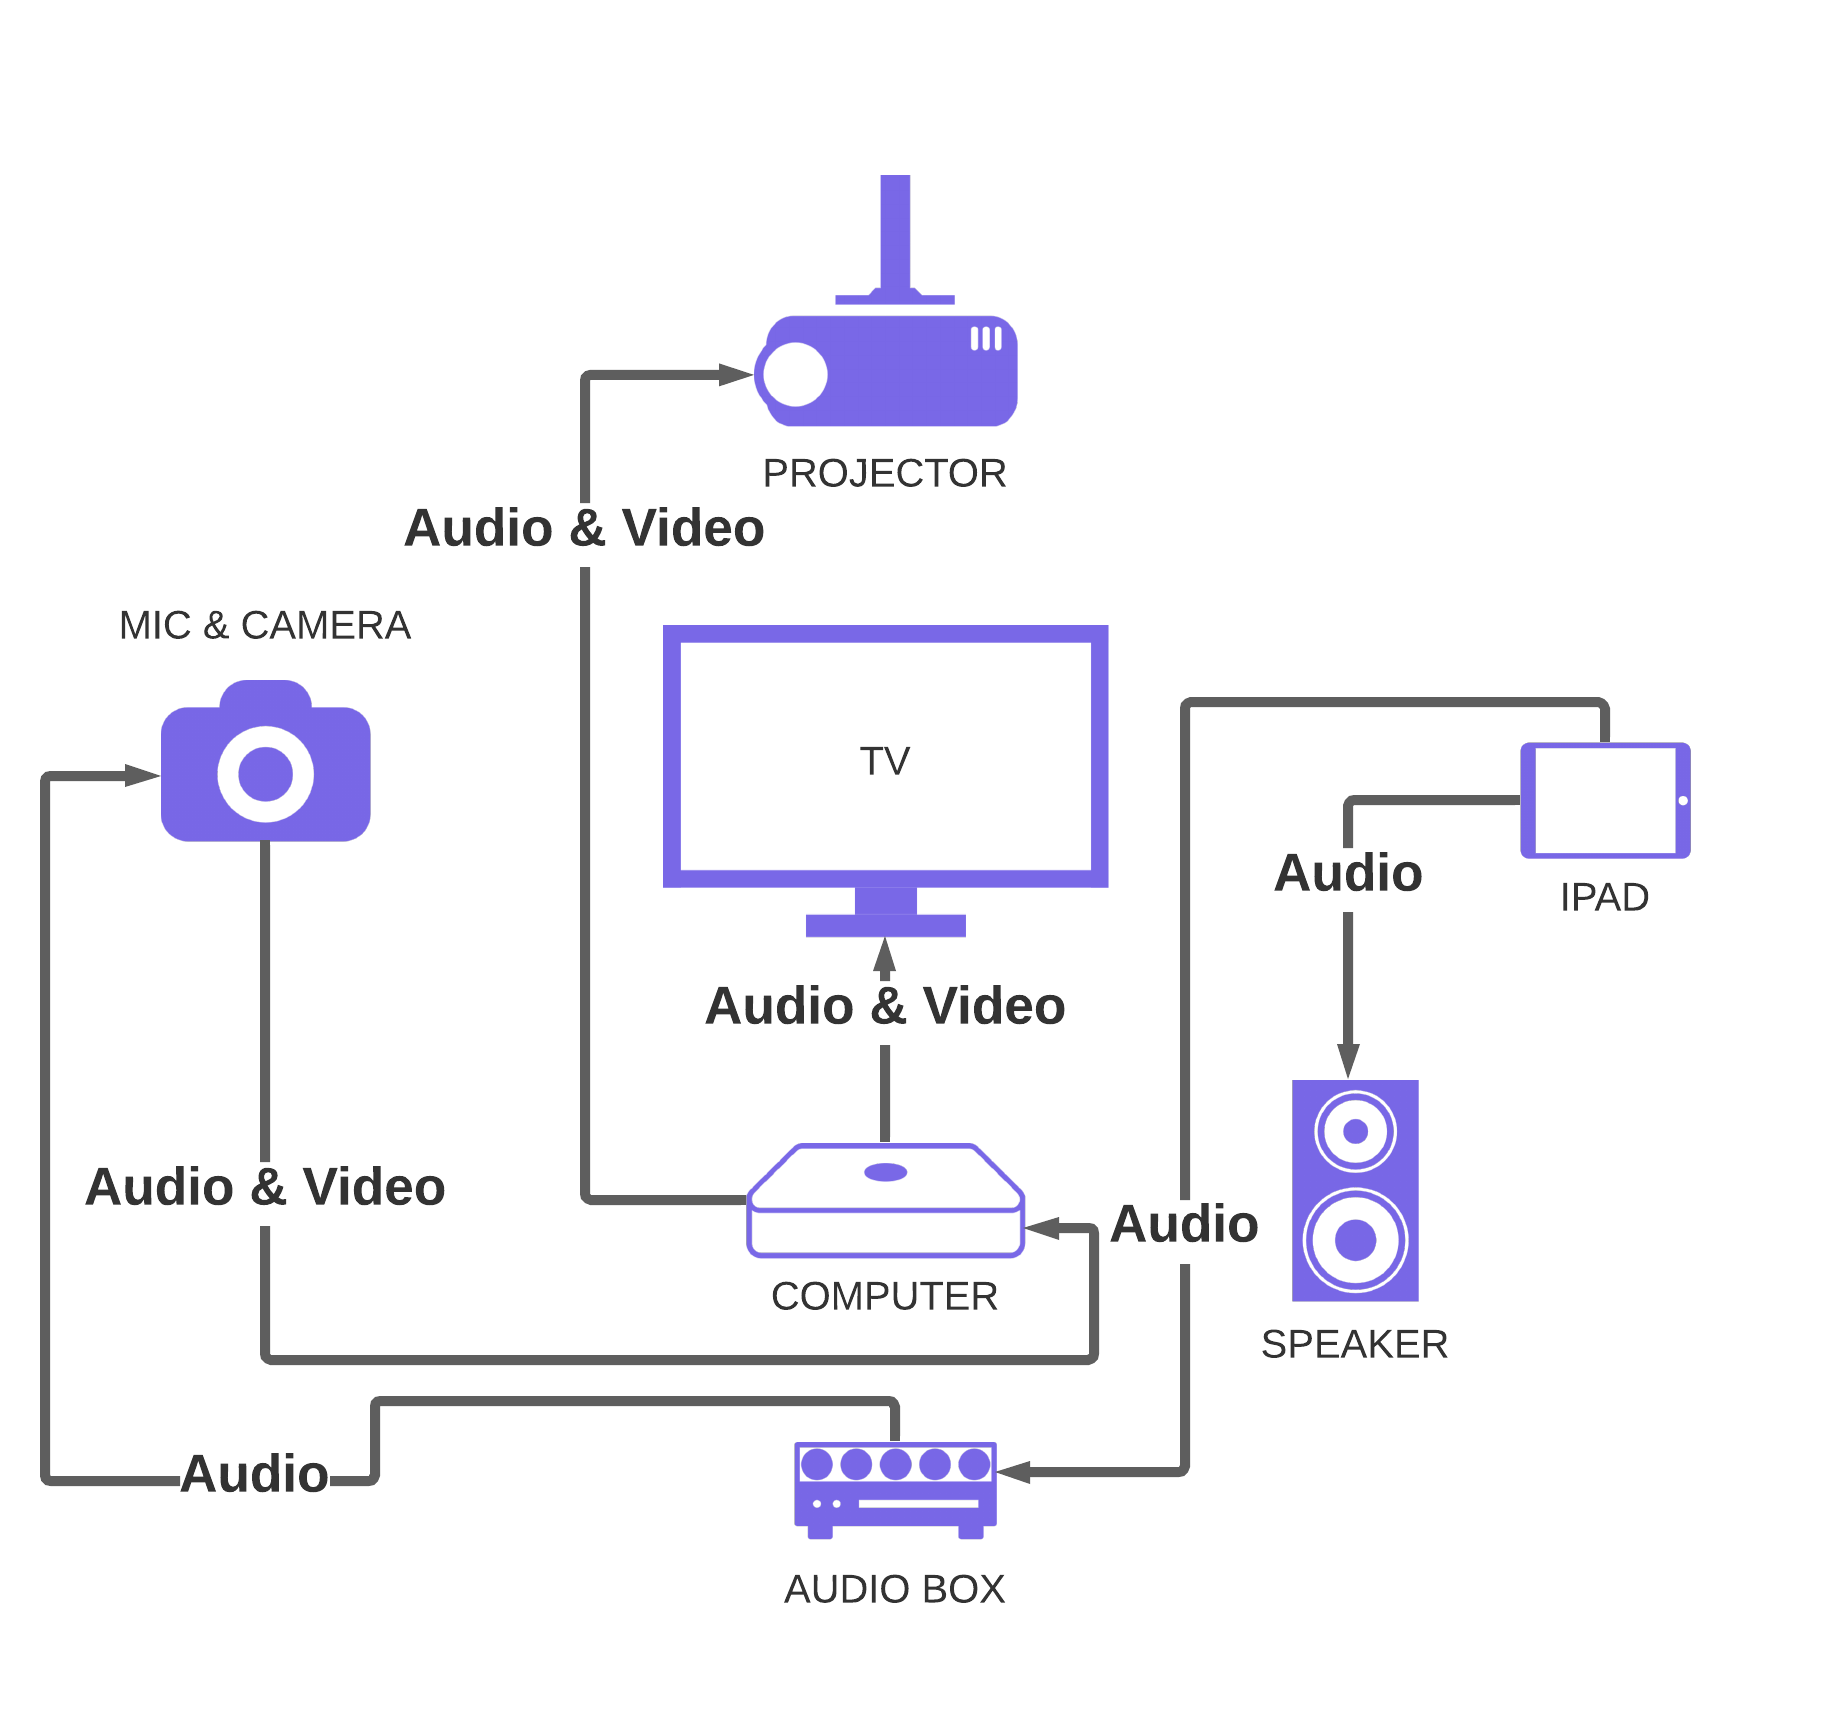 PROJECTOR
Audio & Video
MIC & CAMERA
TV
Audio
IPAD
Audio & Video
Audio & Video
Audio
COMPUTER
SPEAKER
Audio
AUDIO BOX